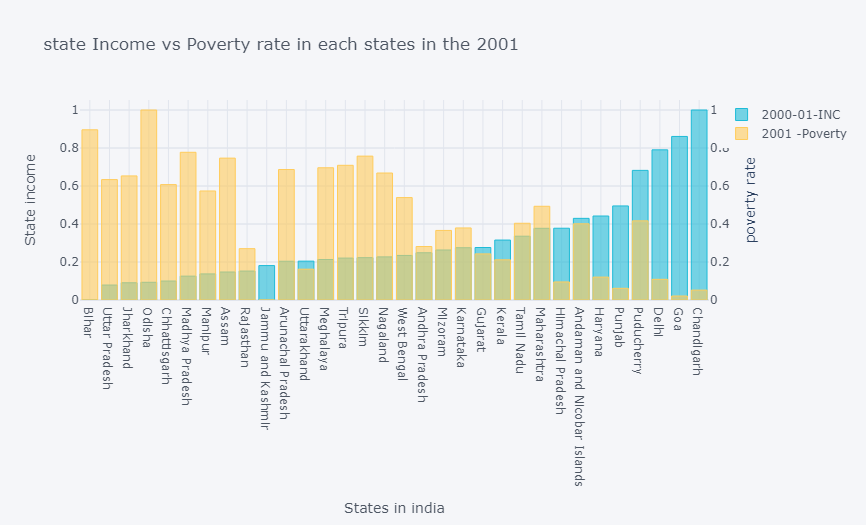 state Income vs Poverty rate in each states in the 2001
1
0.8
0.6
0.4
0.2
0
State income
1
0.8
0.6
0.4
0.2
0
poverty rate
2000-01-INC
2001 -Poverty
Bihar
Uttar Pradesh
Jharkhand
Odisha
Chhattisgarh
Madhya Pradesh
Manipur
Assam
Rajasthan
Jammu and Kashmir
Arunachal Pradesh
Uttarakhand
Meghalaya
Tripura
Sikkim
Nagaland
West Bengal
Andhra Pradesh
Mizoram
Karnataka
Gujarat
Kerala
Tamil Nadu
Maharashtra
Himachal Pradesh
Andaman and Nicobar Islands
Haryana
Punjab
Puducherry
Delhi
Goa
Chandigarh
States in india